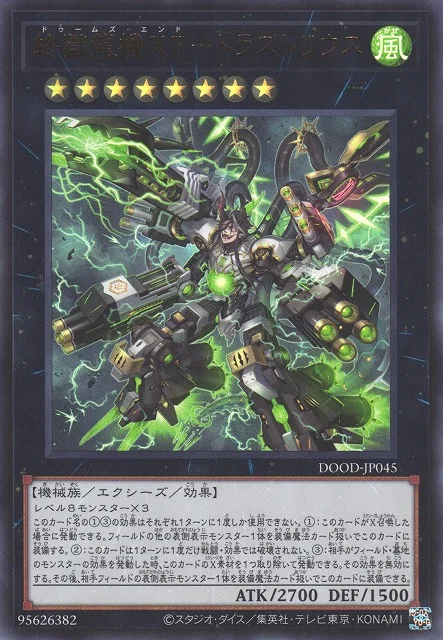 ドゥームズ・エンド
風
DOOD-JP045
【機械族/エクシーズ/効果】
レベル8モンスター×3
このカード名の①③の効果はそれぞれ1ターンに1度しか使用できない。①:このカードがX召喚した
場合に発動できる。フィールドの他の表側表示モンスター1体を装備魔法カード扱いでこのカードに
装備する。②:このカードは1ターンに1度だけ戦闘・効果では破壊されない。③:相手がフィールド・墓地
のモンスターの効果を発動した時、このカードのX素材を1つ取り除いて発動できる。その効果を無効に
する。その後、相手フィールドの表側表示モンスター1体を装備魔法カード扱いでこのカードに装備できる。
ATK/2700 DEF/1500
95626382
©スタジオ・ダイス/集英社・テレビ東京・KONAMI